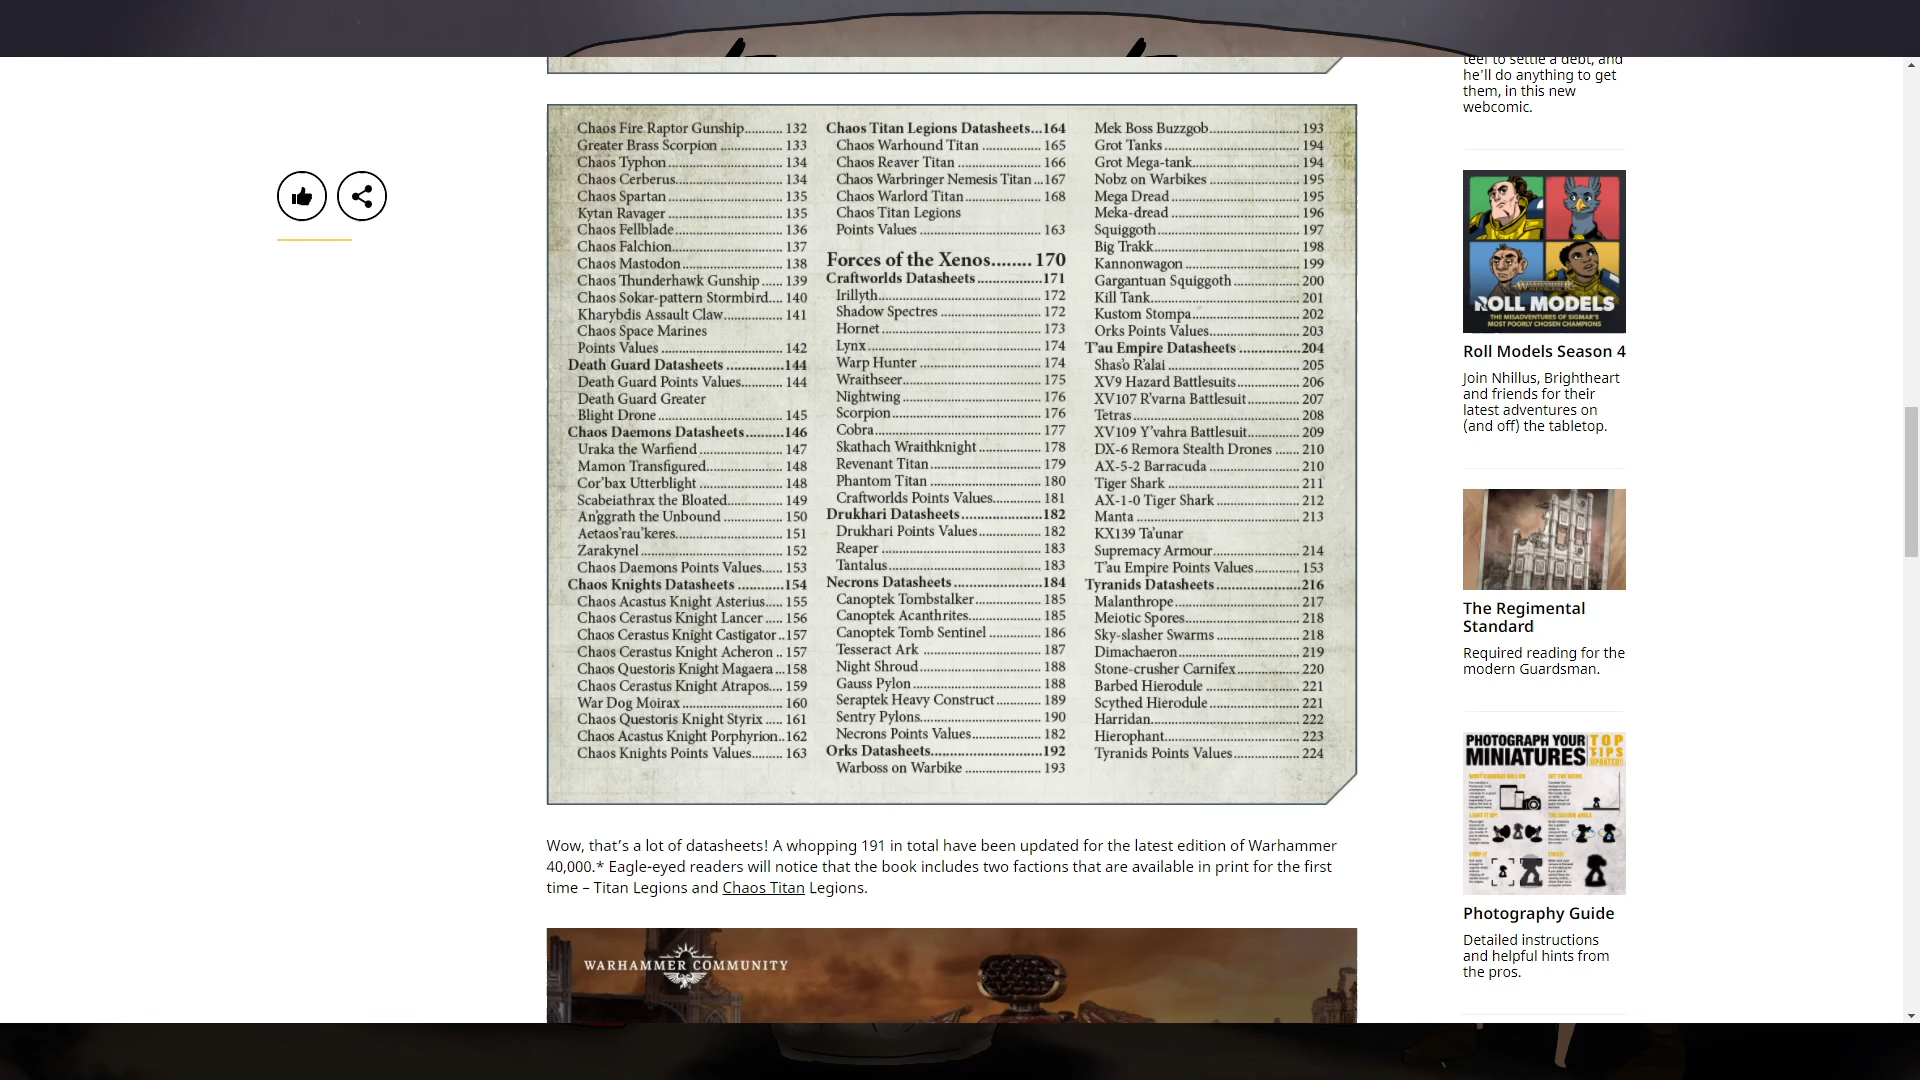 teef to settle a debt, and
he'll do anything to get
them, in this new
webcomic.
Chaos Fire Raptor Gunship........... 132
Greater Brass Scorpion .................. 133
Chaos Typhon................................ 134
Chaos Cerberus.............................. 134
Chaos Spartan ................................ 135
Kytan Ravager ................................ 135
Chaos Fellblade.............................. 136
Chaos Falchion............................... 137
Chaos Mastodon............................ 138
Chaos Thunderhawk Gunship ...... 139
Chaos Sokar-pattern Stormbird.... 140
Kharybdis Assault Claw................. 141
Chaos Space Marines
Points Values .................................. 142
Death Guard Datasheets ...............144
Death Guard Points Values........... 144
Death Guard Greater
Blight Drone ................................... 145
Chaos Daemons Datasheets..........146
Uraka the Warfiend ....................... 147
Mamon Transfigured..................... 148
Cor'bax Utterblight ....................... 148
Scabeiathrax the Bloated............... 149
An'ggrath the Unbound ................ 150
Aetaos'rau'keres.............................. 151
Zarakynel ........................................ 152
Chaos Daemons Points Values...... 153
Chaos Knights Datasheets ............154
Chaos Acastus Knight Asterius..... 155
Chaos Cerastus Knight Lancer ..... 156
Chaos Cerastus Knight Castigator ..157
Chaos Cerastus Knight Acheron .. 157
Chaos Questoris Knight Magaera ...158
Chaos Cerastus Knight Atrapos.... 159
War Dog Moirax ............................ 160
Chaos Questoris Knight Styrix ..... 161
Chaos Acastus Knight Porphyrion..162
Chaos Knights Points Values......... 163
Chaos Titan Legions Datasheets...164
Chaos Warhound Titan ................. 165
Chaos Reaver Titan ....................... 166
Chaos Warbringer Nemesis Titan ...167
Chaos Warlord Titan..................... 168
Chaos Titan Legions
Points Values .................................. 163
Forces of the Xenos........ 170
Craftworlds Datasheets .................171
Irillyth............................................. 172
Shadow Spectres ............................ 172
Hornet ............................................ 173
Lynx................................................ 174
Warp Hunter .................................. 174
Wraithseer...................................... 175
Nightwing ...................................... 176
Scorpion......................................... 176
Cobra.............................................. 177
Skathach Wraithknight ................. 178
Revenant Titan ............................... 179
Phantom Titan ............................... 180
Craftworlds Points Values............. 181
Drukhari Datasheets......................182
Drukhari Points Values................. 182
Reaper ............................................ 183
Tantalus.......................................... 183
Necrons Datasheets.......................184
Canoptek Tombstalker.................. 185
Canoptek Acanthrites.................... 185
Canoptek Tomb Sentinel .............. 186
Tesseract Ark ................................. 187
Night Shroud.................................. 188
Gauss Pylon ................................... 188
Seraptek Heavy Construct............ 189
Sentry Pylons.................................. 190
Necrons Points Values................... 182
Orks Datasheets.............................192
Warboss on Warbike ..................... 193
Mek Boss Buzzgob......................... 193
Grot Tanks ..................................... 194
Grot Mega-tank.............................. 194
Nobz on Warbikes ......................... 195
Mega Dread.................................... 195
Meka-dread .................................... 196
Squiggoth ....................................... 197
Big Trakk........................................ 198
Kannonwagon ................................ 199
Gargantuan Squiggoth .................. 200
Kill Tank......................................... 201
Kustom Stompa............................. 202
Orks Points Values......................... 203
T'au Empire Datasheets .................204
Shas'o R'alai .................................... 205
XV9 Hazard Battlesuits.................. 206
XV107 R'varna Battlesuit............... 207
Tetras .............................................. 208
XV109 Y'vahra Battlesuit............... 209
DX-6 Remora Stealth Drones ....... 210
AX-5-2 Barracuda .......................... 210
Tiger Shark ..................................... 211
AX-1-0 Tiger Shark ........................ 212
Manta ............................................. 213
KX139 Ta'unar
Supremacy Armour........................ 214
T'au Empire Points Values............. 153
Tyranids Datasheets ......................216
Malanthrope................................... 217
Meiotic Spores................................ 218
Sky-slasher Swarms ....................... 218
Dimachaeron.................................. 219
Stone-crusher Carnifex.................. 220
Barbed Hierodule .......................... 221
Scythed Hierodule.......................... 221
Harridan......................................... 222
Hierophant..................................... 223
Tyranids Points Values................... 224
Wow, that's a lot of datasheets! A whopping 191 in total have been updated for the latest edition of Warhammer
40,000.* Eagle-eyed readers will notice that the book includes two factions that are available in print for the first
time – Titan Legions and Chaos Titan Legions.
WARHAMMER COMMUNITY
WARHAMMER
ROLL MODELS
THE MISADVENTURES OF SIGMAR'S
MOST POORLY CHOSEN CHAMPIONS
Roll Models Season 4
Join Nhillus, Brightheart
and friends for their
latest adventures on
(and off) the tabletop.
The Regimental
Standard
Required reading for the
modern Guardsman.
PHOTOGRAPH YOUR
MINIATURES
TOP
TIPS
UPDATED!
Photography Guide
Detailed instructions
and helpful hints from
the pros.